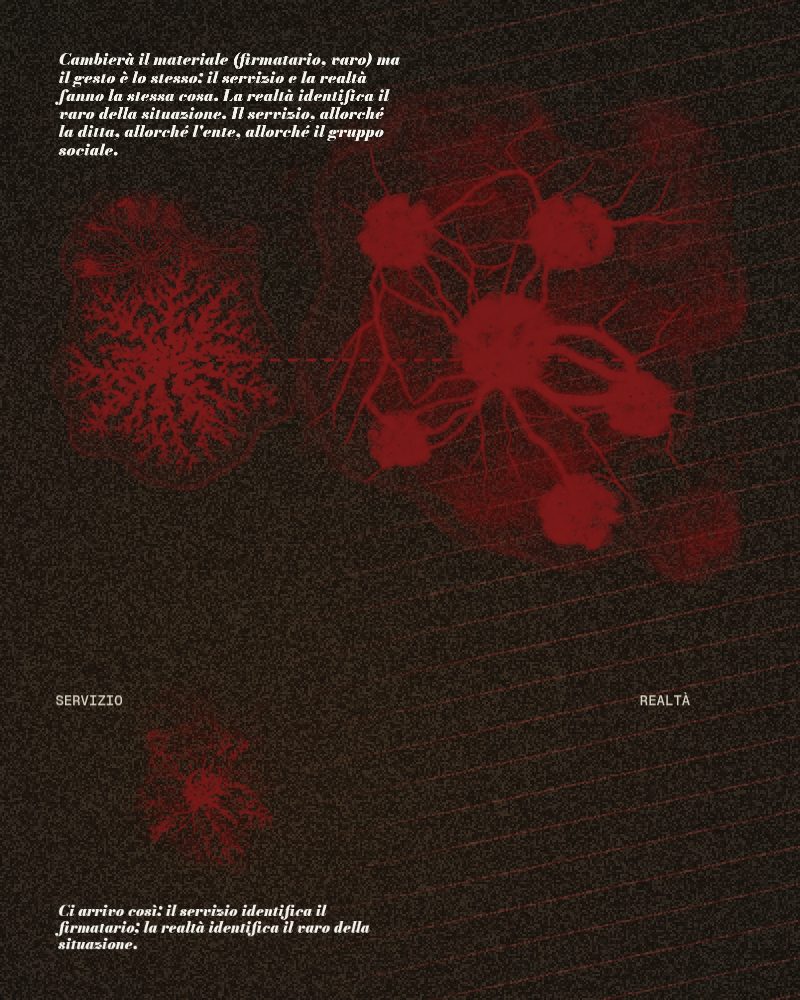 Cambierà il materiale (firmatario, varo) ma
il gesto è lo stesso: il servizio e la realtà
fanno la stessa cosa. La realtà identifica il
varo della situazione. Il servizio, allorché
la ditta, allorché l'ente, allorché il gruppo
sociale.
SERVIZIO
REALTÀ
Ci arrivo così: il servizio identifica il
firmatario; la realtà identifica il varo della
situazione.